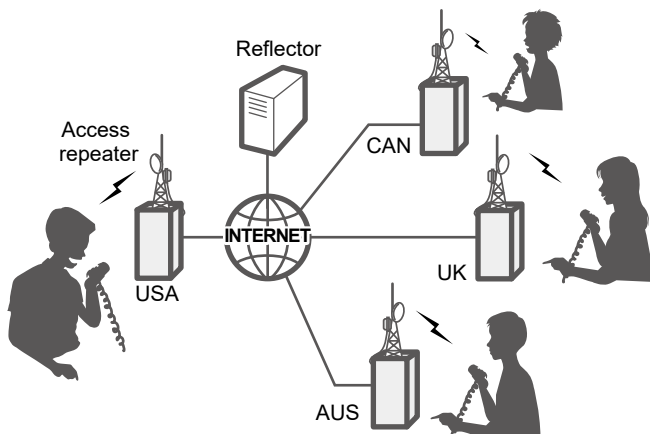 Reflector
CAN
Access
repeater
INTERNET
UK
USA
AUS